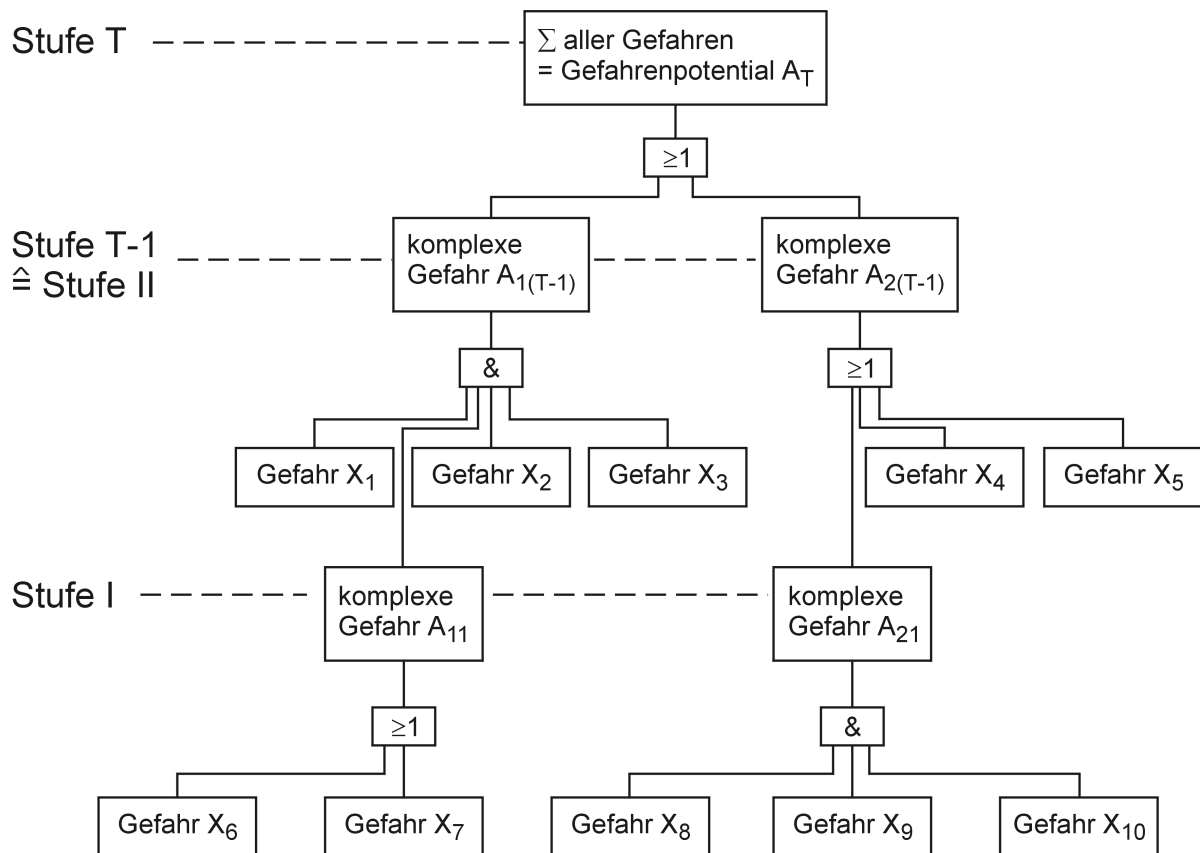 Stufe T
∑ aller Gefahren
= Gefahrenpotential A_T
≥1
Stufe T-1
≙ Stufe II
komplexe
Gefahr A_1(T-1)
komplexe
Gefahr A_2(T-1)
&
≥1
Gefahr X_1
Gefahr X_2
Gefahr X_3
Gefahr X_4
Gefahr X_5
Stufe I
komplexe
Gefahr A_11
komplexe
Gefahr A_21
≥1
&
Gefahr X_6
Gefahr X_7
Gefahr X_8
Gefahr X_9
Gefahr X_10